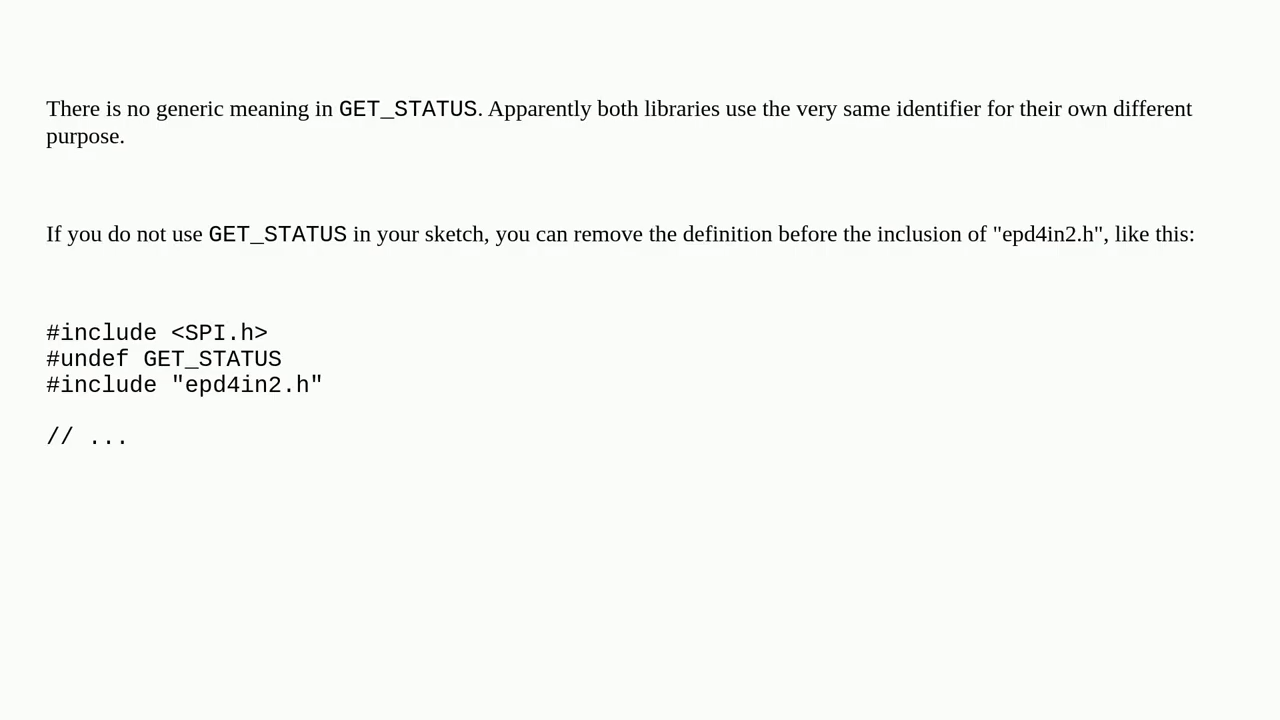 There is no generic meaning in GET_STATUS. Apparently both libraries use the very same identifier for their own different
purpose.
If you do not use GET_STATUS in your sketch, you can remove the definition before the inclusion of "epd4in2.h", like this:
#include <SPI.h>
#undef GET_STATUS
#include "epd4in2.h"
// ...